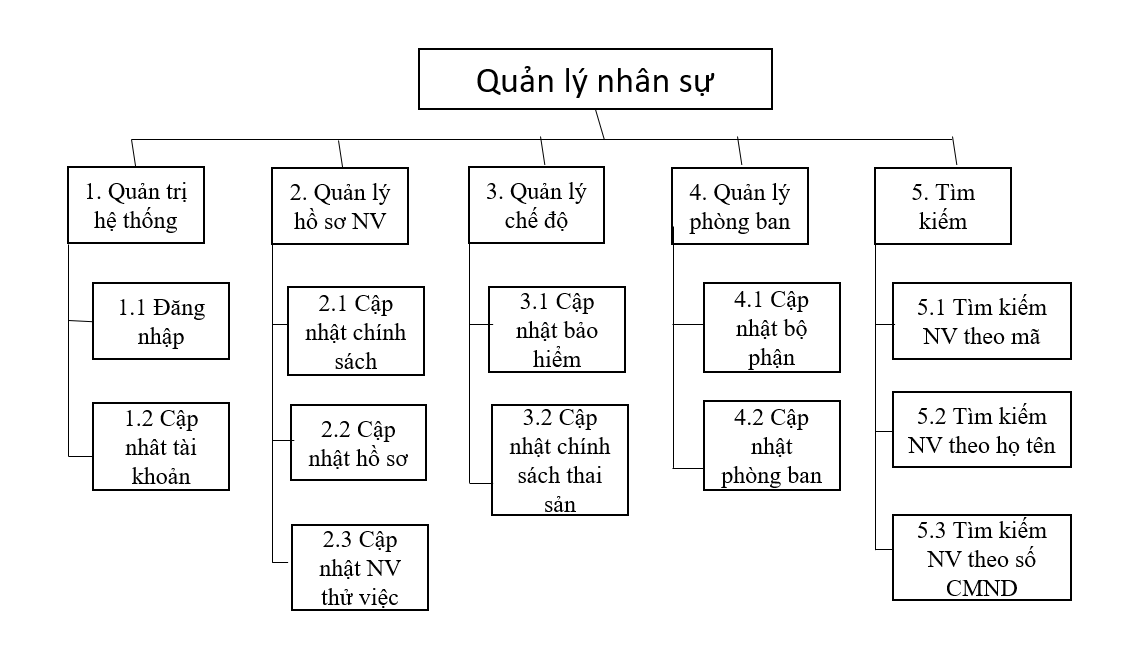 Quản lý nhân sự
1. Quản trị
hệ thống
1.1 Đăng
nhập
1.2 Cập
nhât tài
khoản
2. Quản lý
hồ sơ NV
2.1 Cập
nhật chính
sách
2.2 Cập
nhật hồ sơ
2.3 Cập
nhật NV
thử việc
3. Quản lý
chế độ
3.1 Cập
nhật bảo
hiểm
3.2 Cập
nhật chính
sách thai
sản
4. Quản lý
phòng ban
4.1 Cập
nhật bộ
phận
4.2 Cập
nhật
phòng ban
5. Tìm
kiếm
5.1 Tìm kiếm
NV theo mã
5.2 Tìm kiếm
NV theo họ tên
5.3 Tìm kiếm
NV theo số
CMND